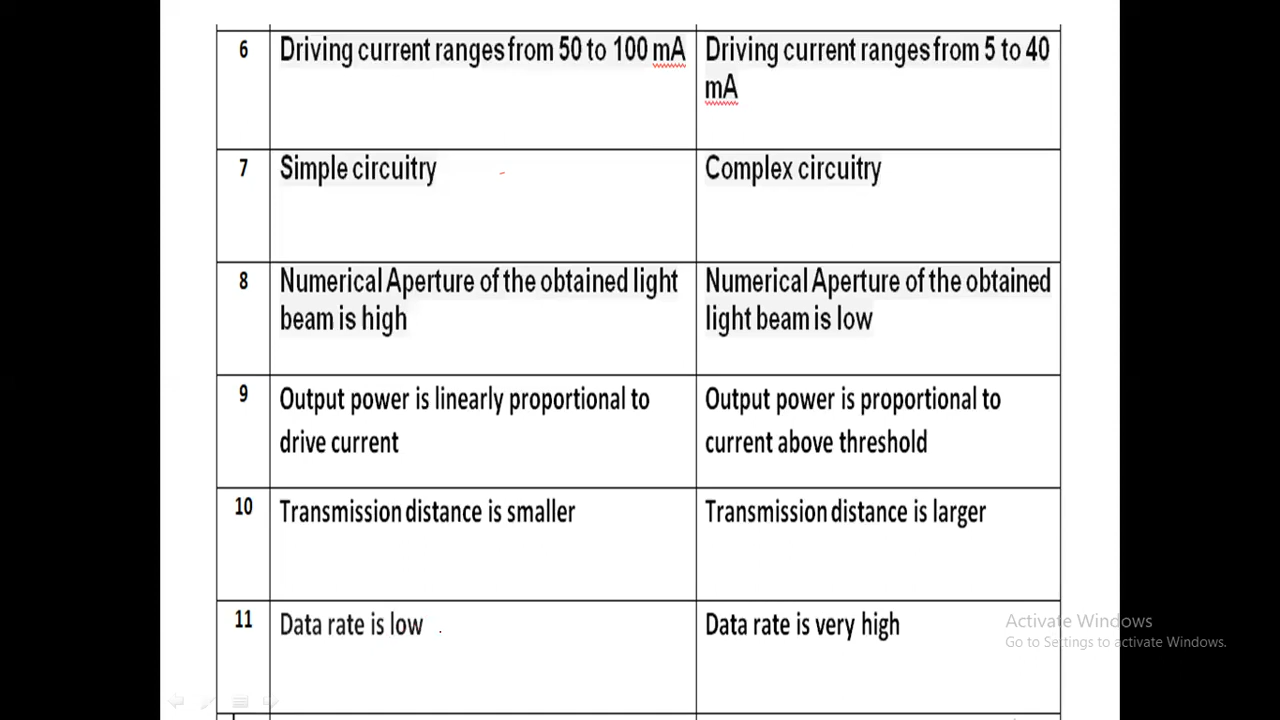 6 Driving current ranges from 50 to 100 mA Driving current ranges from 5 to 40
mA
7 Simple circuitry Complex circuitry
8 Numerical Aperture of the obtained light Numerical Aperture of the obtained
beam is high light beam is low
9 Output power is linearly proportional to Output power is proportional to
drive current current above threshold
10 Transmission distance is smaller Transmission distance is larger
11 Data rate is low Data rate is very high
Activate Windows
Go to Settings to activate Windows.